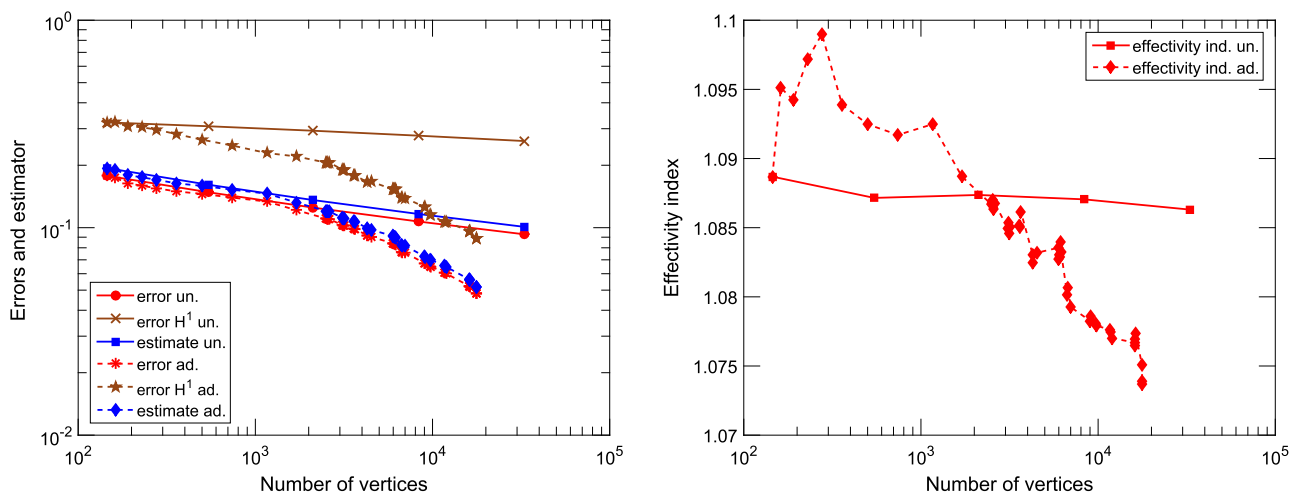 10^0
10^-1
10^-2
10^2
10^3
10^4
10^5
Errors and estimator
Number of vertices
error un.
error H^1 un.
estimate un.
error ad.
error H^1 ad.
estimate ad.
1.1
1.095
1.09
1.085
1.08
1.075
1.07
10^2
10^3
10^4
10^5
Effectivity index
Number of vertices
effectivity ind. un.
effectivity ind. ad.